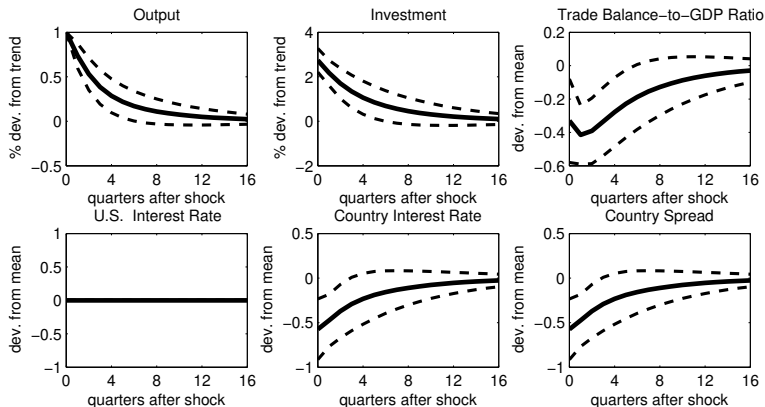 Output
% dev. from trend
1
0.5
0
−0.5
0 4 8 12 16
quarters after shock
Investment
% dev. from trend
4
2
0
−2
0 4 8 12 16
quarters after shock
Trade Balance−to−GDP Ratio
dev. from mean
0.2
0
−0.2
−0.4
−0.6
0 4 8 12 16
quarters after shock
U.S. Interest Rate
dev. from mean
1
0.5
0
−0.5
−1
0 4 8 12 16
quarters after shock
Country Interest Rate
dev. from mean
0.5
0
−0.5
−1
0 4 8 12 16
quarters after shock
Country Spread
dev. from mean
0.5
0
−0.5
−1
0 4 8 12 16
quarters after shock